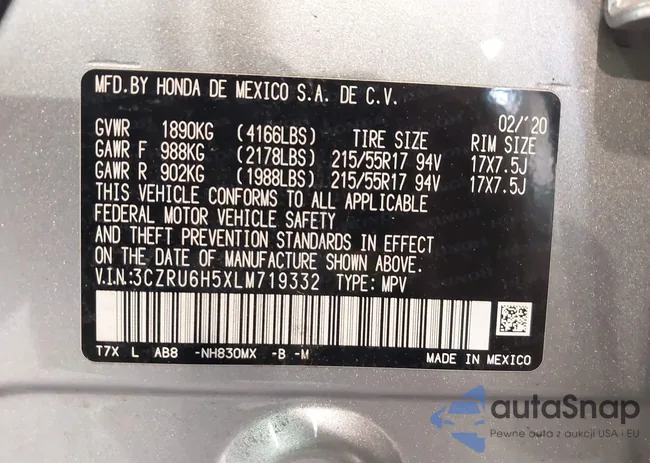 MFD.BY HONDA DE MEXICO S.A. DE C.V.
02/'20
GVWR 1890KG (4166LBS) TIRE SIZE RIM SIZE
GAWR F 988KG (2178LBS) 215/55R17 94V 17X7.5J
GAWR R 902KG (1988LBS) 215/55R17 94V 17X7.5J
THIS VEHICLE CONFORMS TO ALL APPLICABLE
FEDERAL MOTOR VEHICLE SAFETY
AND THEFT PREVENTION STANDARDS IN EFFECT
ON THE DATE OF MANUFACTURE SHOWN ABOVE.
V.I.N:3CZRU6H5XLM719332 TYPE: MPV
T7X L AB8 -NH830MX -B -M MADE IN MEXICO
autaSnap
Pewne auta z aukcji USA i EU